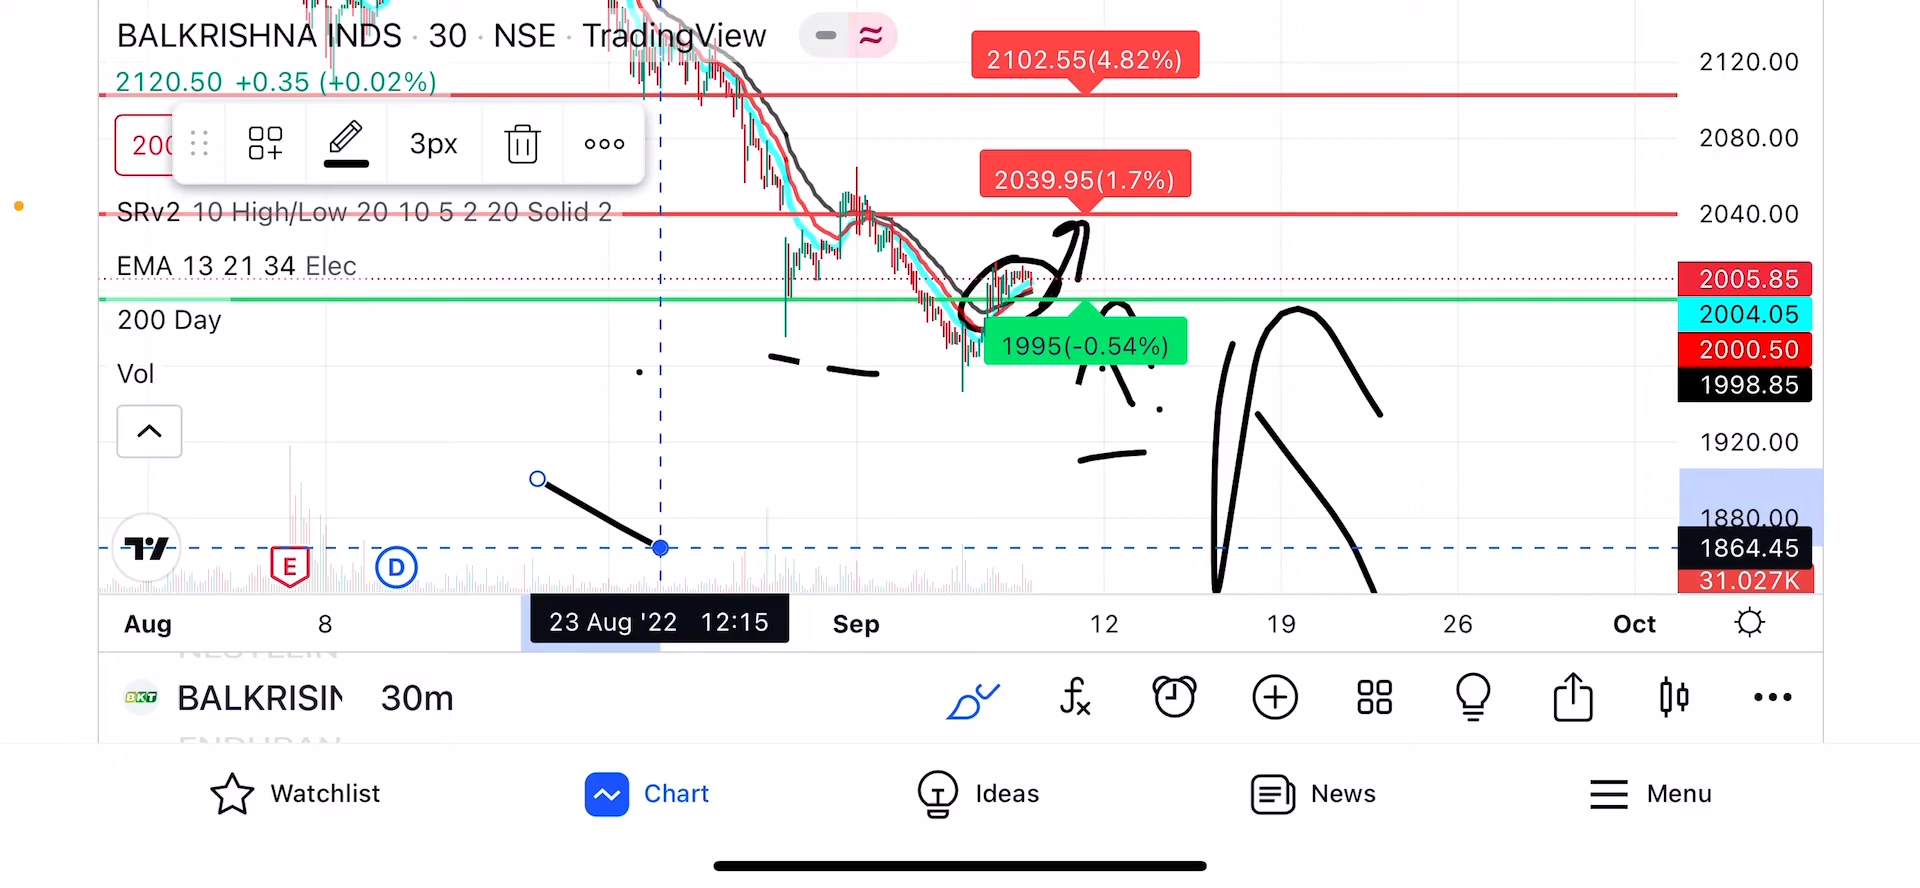 BALKRISHNA INDS · 30 · NSE · TradingView
2120.50 +0.35 (+0.02%)
200
3px
SRv2 10 High/Low 20 10 5 2 20 Solid 2
EMA 13 21 34 Elec
200 Day
Vol
2102.55(4.82%)
2039.95(1.7%)
1995(-0.54%)
R
2120.00
2080.00
2040.00
2005.85
2004.05
2000.50
1998.85
1920.00
1880.00
1864.45
31.027K
E
D
Aug 8 23 Aug '22 12:15 Sep 12 19 26 Oct
BKT BALKRISIN 30m
Watchlist Chart Ideas News Menu